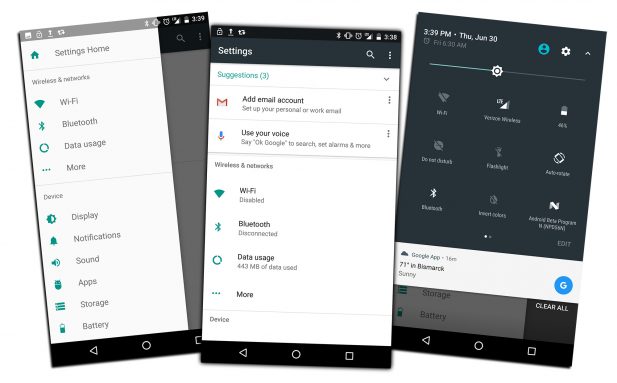 3:39
Settings Home
Wireless & networks
Wi-Fi
Bluetooth
Data usage
More
Device
Display
Notifications
Sound
Apps
Storage
Battery
3:38
Settings
Suggestions (3)
Add email account
Set up your personal or work email
Use your voice
Say "Ok Google" to search, set alarms & more
Wireless & networks
Wi-Fi
Disabled
Bluetooth
Disconnected
Data usage
443 MB of data used
More
Device
3:39 PM • Thu, Jun 30
Fri 6:30 AM
LTE
Wi-Fi
Verizon Wireless
46%
Do not disturb
Flashlight
Auto-rotate
Bluetooth
Invert colors
Android Beta Program
N (NPD56N)
EDIT
Google App • 16m
71° in Bismarck
Sunny
G
CLEAR ALL
Storage
Battery